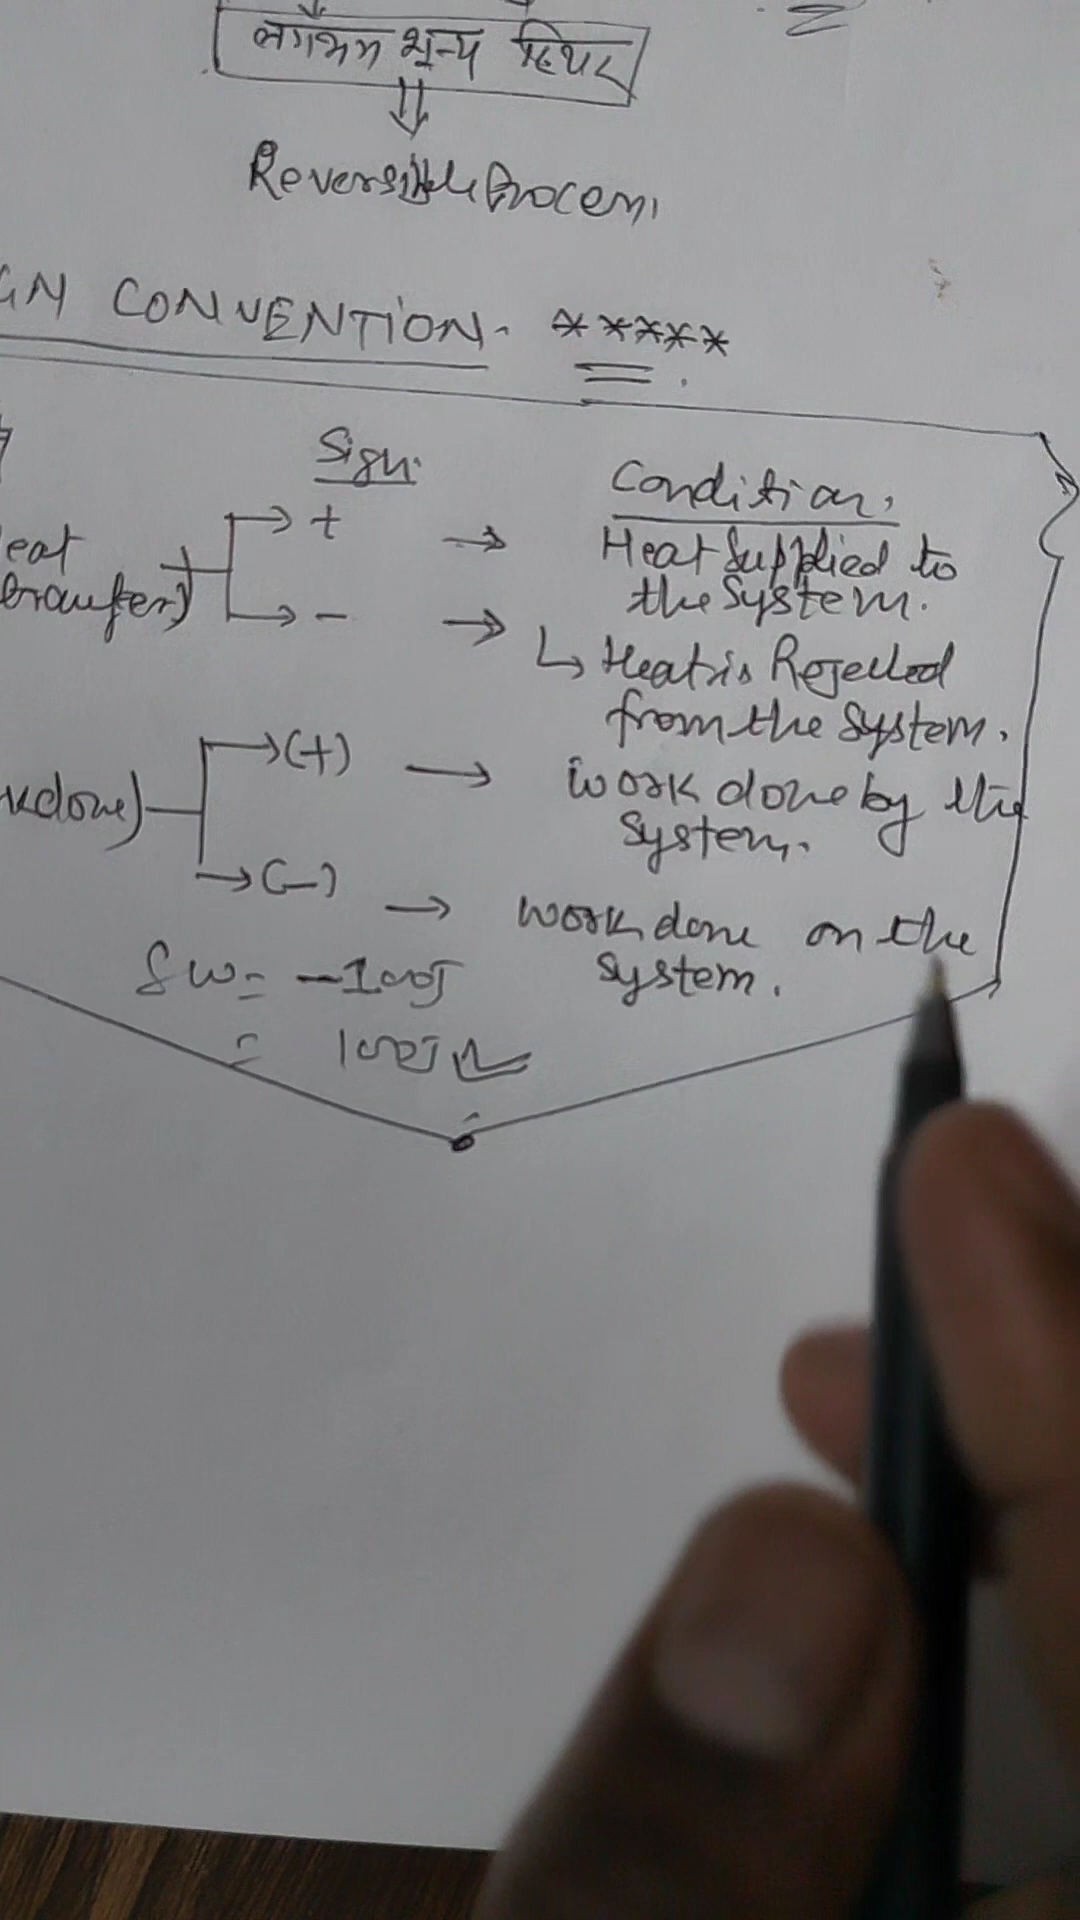 लगभग शून्य स्थिर
Reversible Process,
GN CONVENTION. *****
Sign. Condition,
+ → Heat Supplied to
eat
the System.
transfer)
- → ↳ Heat is Rejected
from the System.
(+) → work done by the
kdone)
System.
(-) → work done on the
δW = -100J System.
= 100J